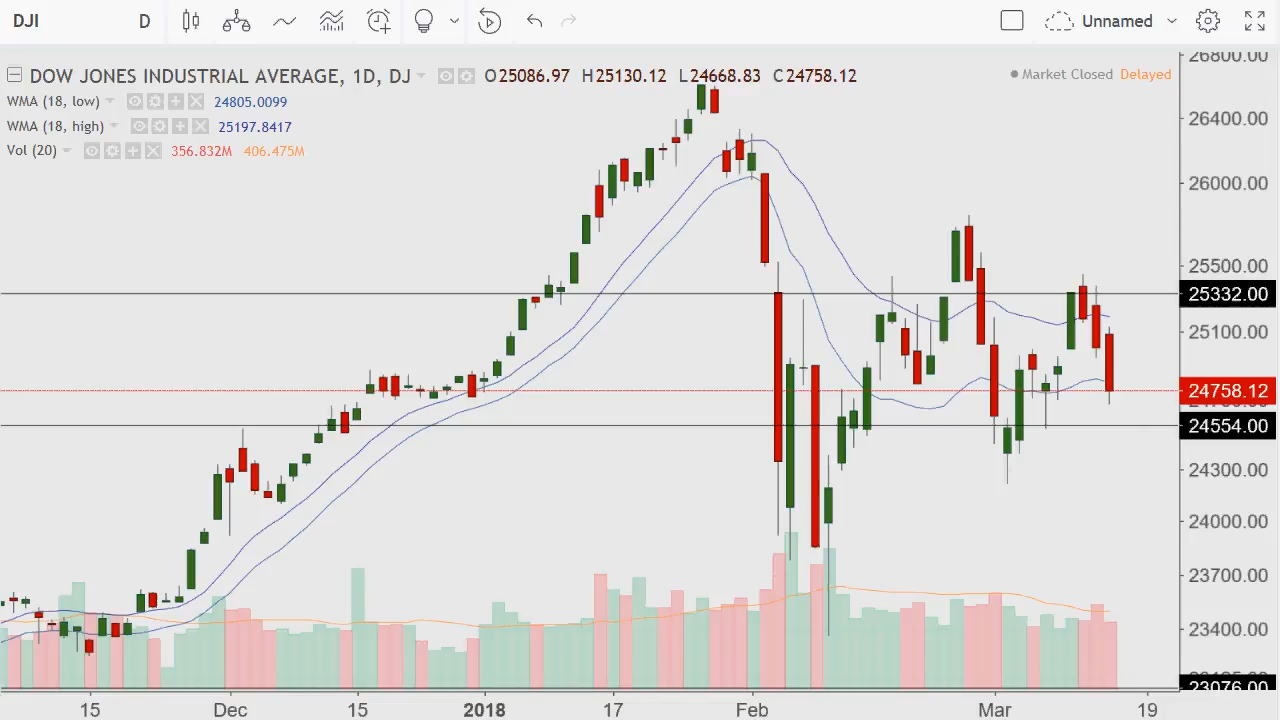 DJI D Unnamed
DOW JONES INDUSTRIAL AVERAGE, 1D, DJ O25086.97 H25130.12 L24668.83 C24758.12
Market Closed Delayed
WMA (18, low) 24805.0099
WMA (18, high) 25197.8417
Vol (20) 356.832M 406.475M
26800.00
26400.00
26000.00
25500.00
25332.00
25100.00
24758.12
24554.00
24300.00
24000.00
23700.00
23400.00
23076.00
15 Dec 15 2018 17 Feb Mar 19